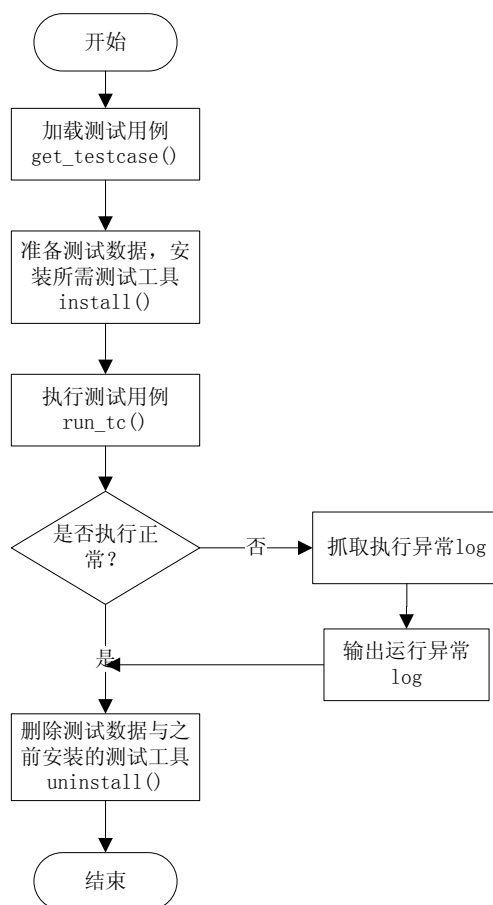 开始
加载测试用例
get_testcase()
准备测试数据，安
装所需测试工具
install()
执行测试用例
run_tc()
是否执行正
常？
否
抓取执行异常log
输出运行异常
log
是
删除测试数据与之
前安装的测试工具
uninstall()
结束